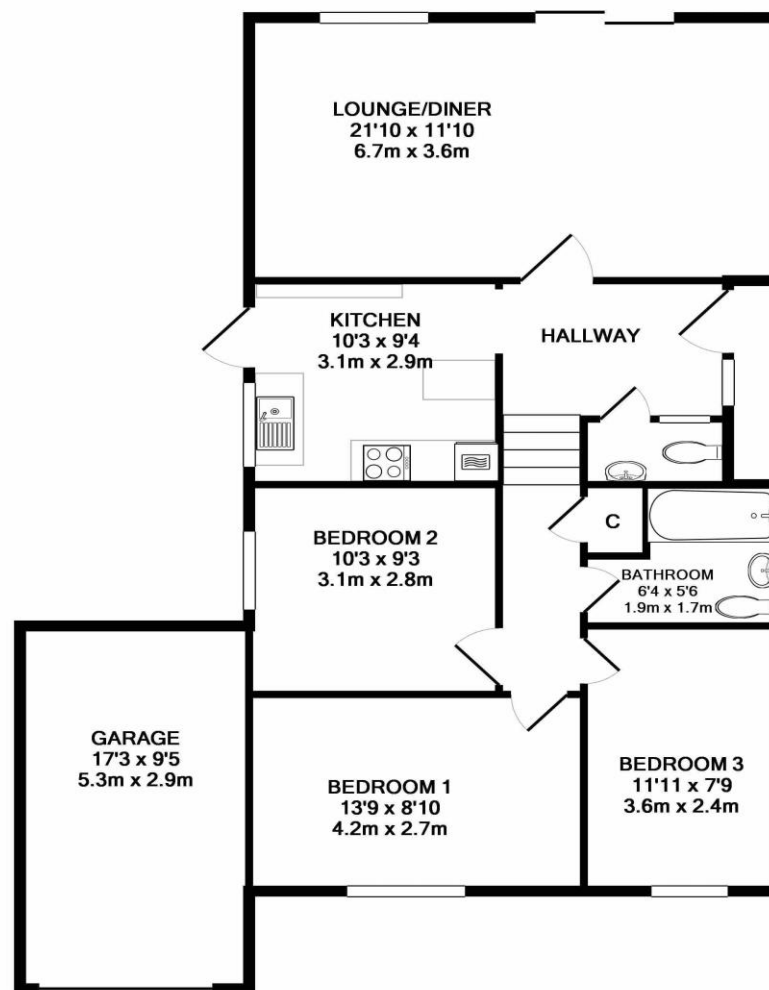 LOUNGE/DINER
21'10 x 11'10
6.7m x 3.6m
KITCHEN
10'3 x 9'4
3.1m x 2.9m
HALLWAY
BEDROOM 2
10'3 x 9'3
3.1m x 2.8m
C
BATHROOM
6'4 x 5'6
1.9m x 1.7m
GARAGE
17'3 x 9'5
5.3m x 2.9m
BEDROOM 1
13'9 x 8'10
4.2m x 2.7m
BEDROOM 3
11'11 x 7'9
3.6m x 2.4m